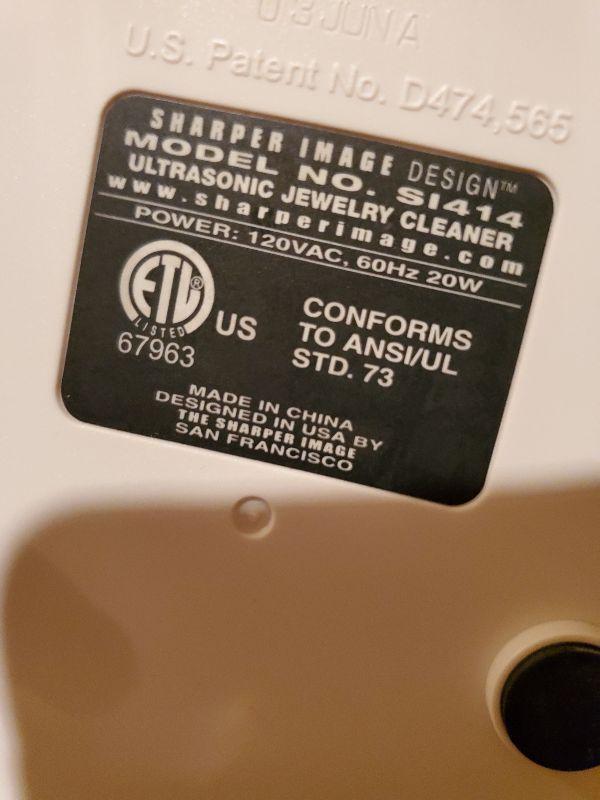 03JUNA
U.S. Patent No. D474,565
SHARPER IMAGE DESIGN™
MODEL NO. SI414
ULTRASONIC JEWELRY CLEANER
www.sharperimage.com
POWER: 120VAC, 60Hz 20W
ETL®
LISTED
US
67963
CONFORMS
TO ANSI/UL
STD. 73
MADE IN CHINA
DESIGNED IN USA BY
THE SHARPER IMAGE
SAN FRANCISCO